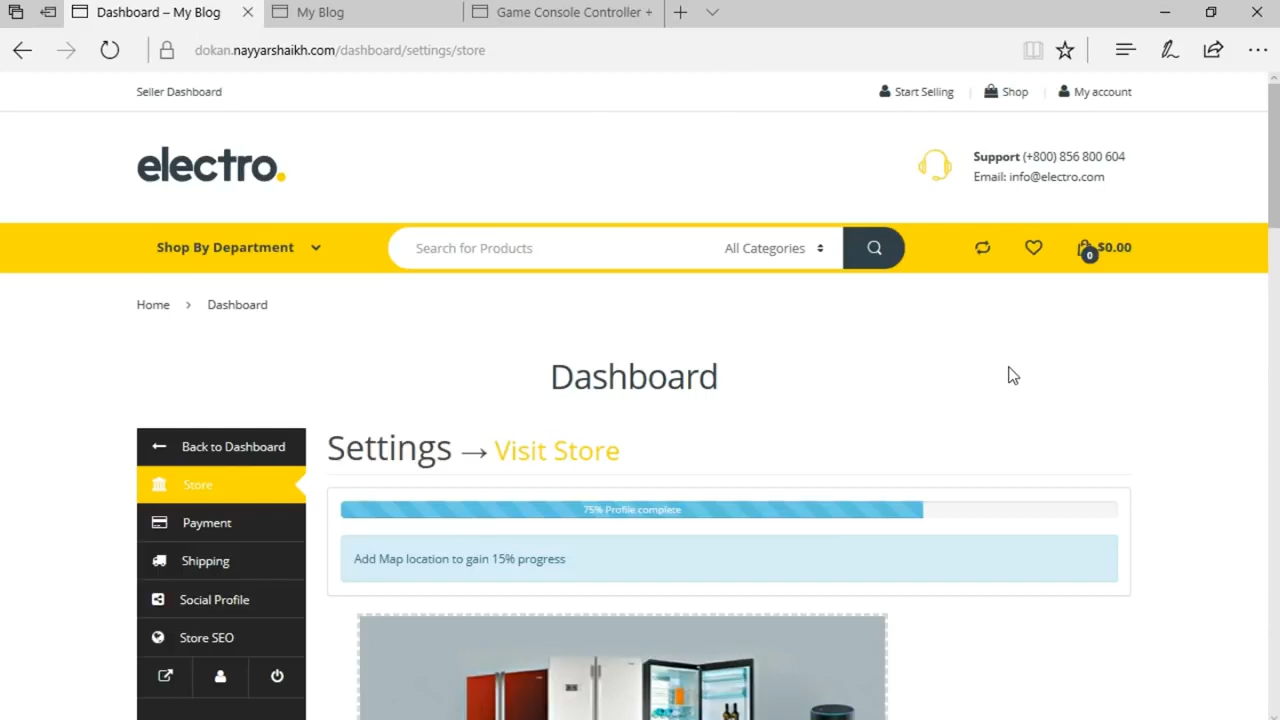 Dashboard – My Blog
My Blog
Game Console Controller +
dokan.nayyarshaikh.com/dashboard/settings/store
Seller Dashboard
Start Selling
Shop
My account
electro.
Support (+800) 856 800 604
Email: info@electro.com
Shop By Department
Search for Products
All Categories
0
$0.00
Home
Dashboard
Dashboard
Back to Dashboard
Store
Payment
Shipping
Social Profile
Store SEO
Settings → Visit Store
75% Profile complete
Add Map location to gain 15% progress